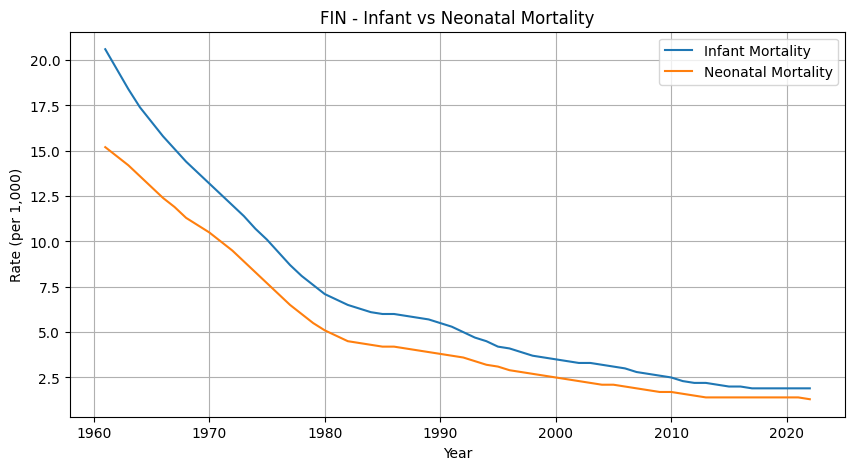 FIN - Infant vs Neonatal Mortality
Infant Mortality
Neonatal Mortality
Rate (per 1,000)
20.0
17.5
15.0
12.5
10.0
7.5
5.0
2.5
1960 1970 1980 1990 2000 2010 2020
Year